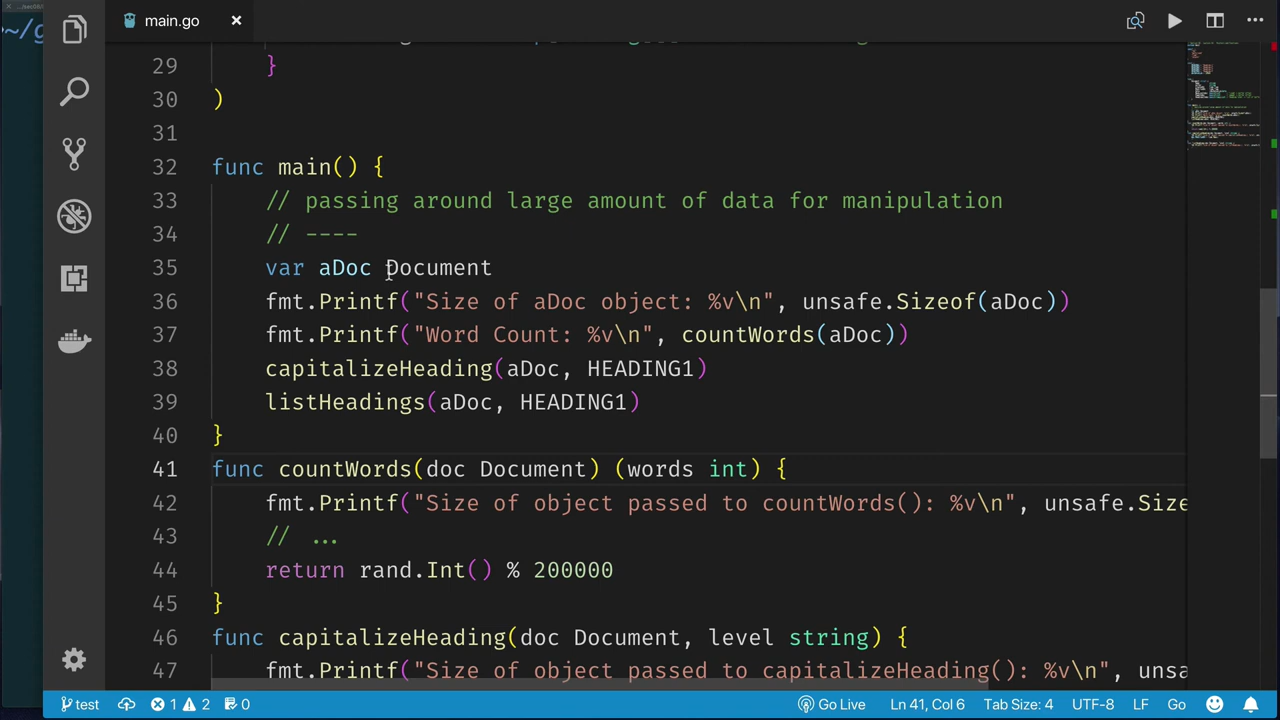 ~/g
main.go
29 }
30 )
31
32 func main() {
33 // passing around large amount of data for manipulation
34 // ----
35 var aDoc Document
36 fmt.Printf("Size of aDoc object: %v\n", unsafe.Sizeof(aDoc))
37 fmt.Printf("Word Count: %v\n", countWords(aDoc))
38 capitalizeHeading(aDoc, HEADING1)
39 listHeadings(aDoc, HEADING1)
40 }
41 func countWords(doc Document) (words int) {
42 fmt.Printf("Size of object passed to countWords(): %v\n", unsafe.Size
43 // ...
44 return rand.Int() % 200000
45 }
46 func capitalizeHeading(doc Document, level string) {
47 fmt.Printf("Size of object passed to capitalizeHeading(): %v\n", unsa
test 1 2 0 Go Live Ln 41, Col 6 Tab Size: 4 UTF-8 LF Go